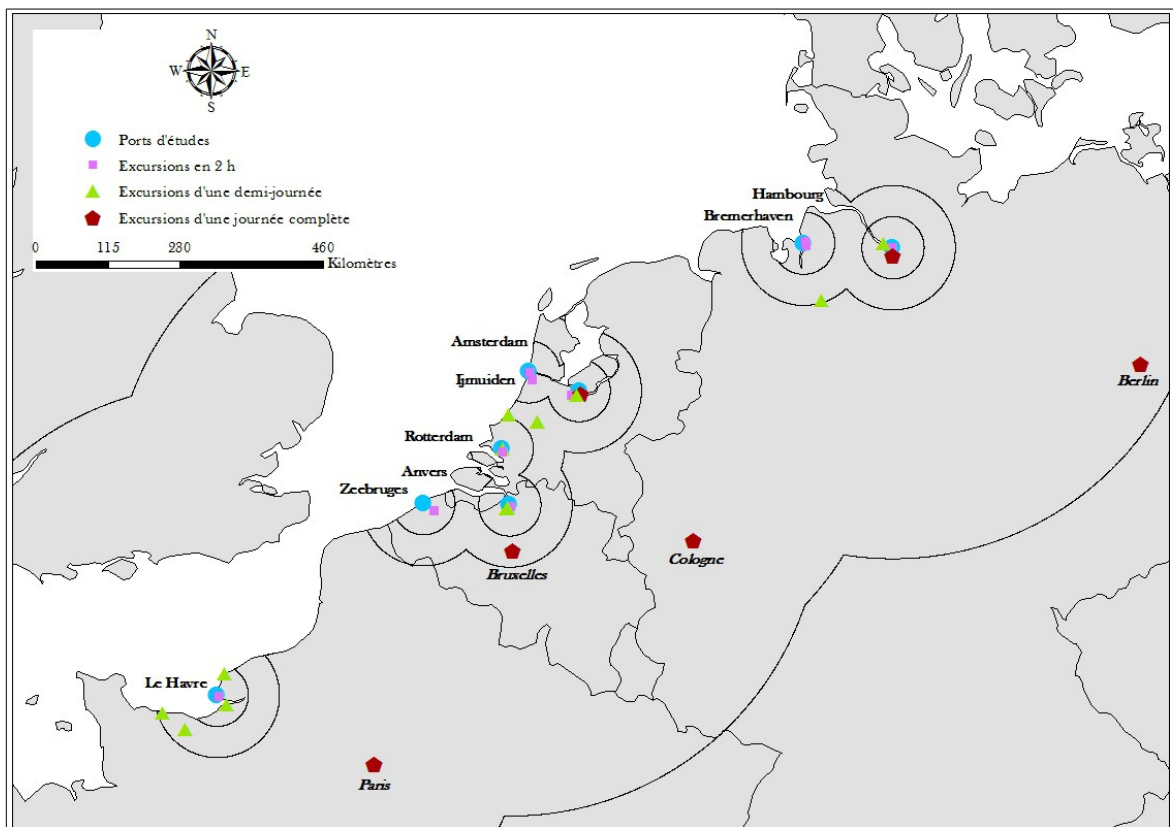 N
W E
S
Ports d'études
Excursions en 2 h
Excursions d'une demi-journée
Excursions d'une journée complète
0 115 230 460
Kilomètres
Hambourg
Bremerhaven
Amsterdam
Ijmuiden
Berlin
Rotterdam
Anvers
Zeebruges
Cologne
Bruxelles
Le Havre
Paris